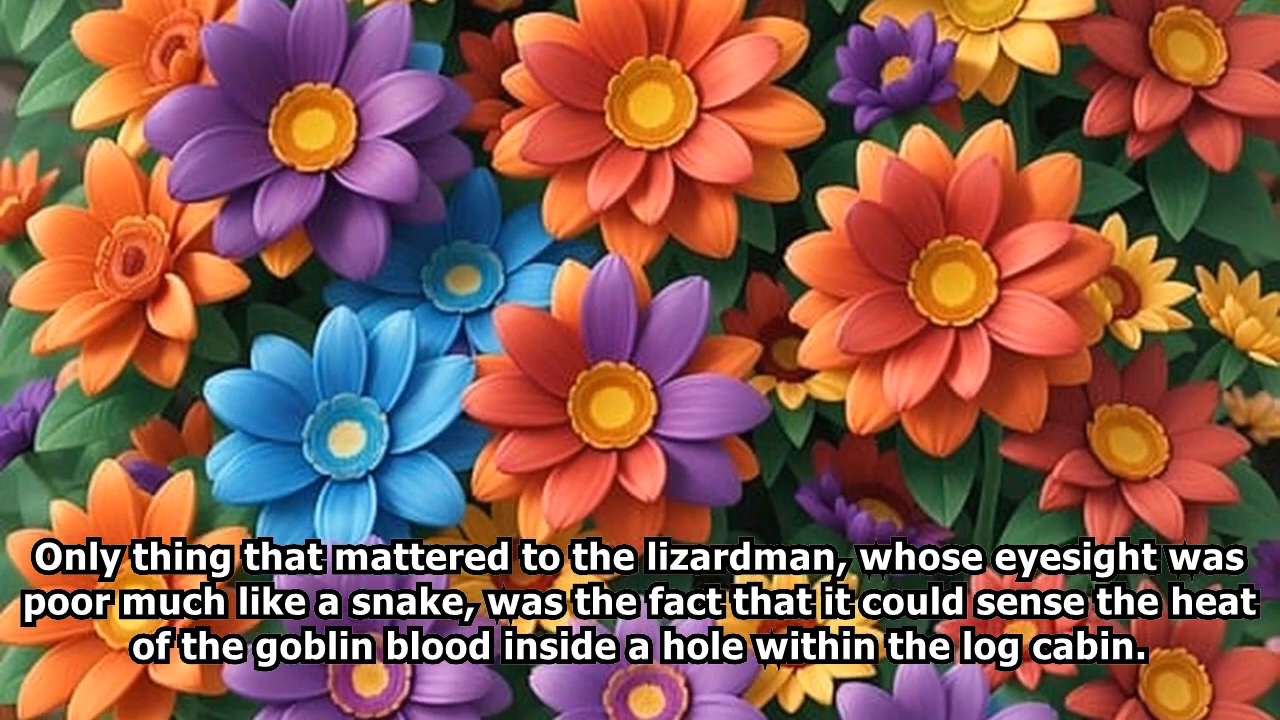 Only thing that mattered to the lizardman, whose eyesight was
poor much like a snake, was the fact that it could sense the heat
of the goblin blood inside a hole within the log cabin.